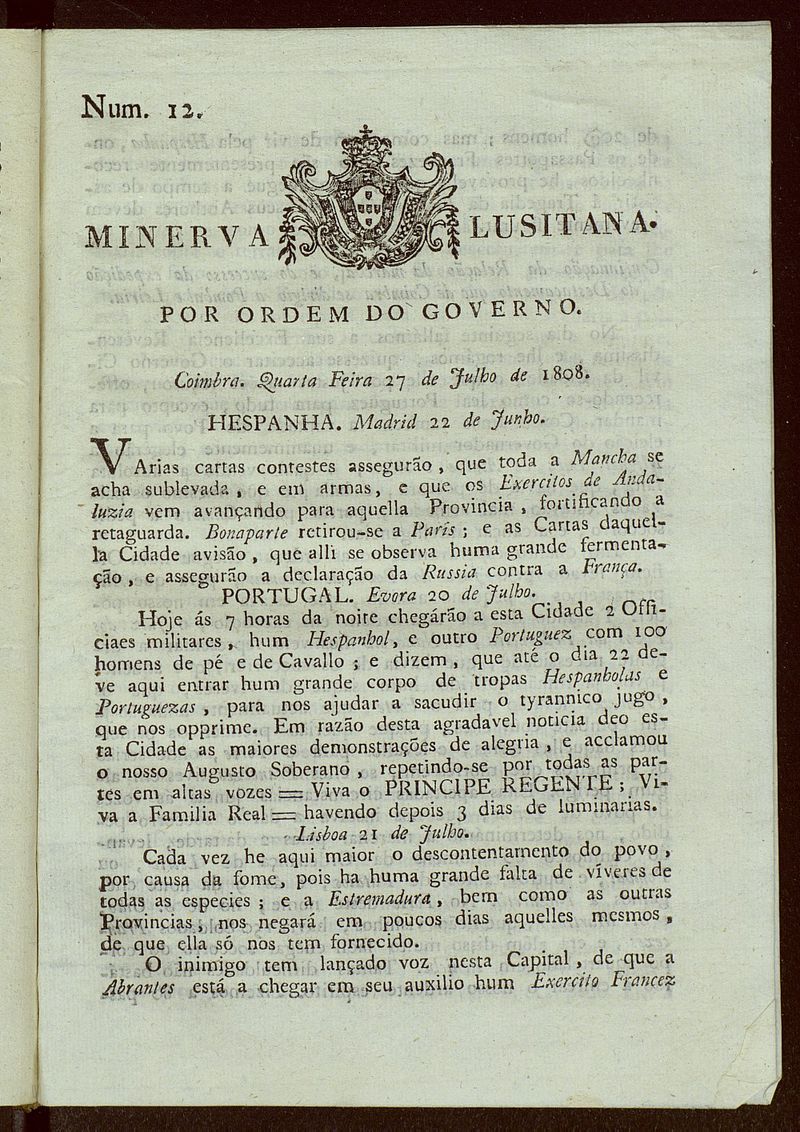 Num. 12.
MINERVA LUSITANA.
POR ORDEM DO GOVERNO.
Coimbra. Quarta Feira 27 de Julho de 1808.
HESPANHA. Madrid 22 de Junho.
VArias cartas contestes assegurão, que toda a Mancha se
acha sublevada, e em armas, e que os Exercitos de Anda-
luzia vem avançando para aquella Provincia, fortificando a
retaguarda. Bonaparte retirou-se a París; e as Cartas daquel-
la Cidade avisão, que alli se observa huma grande fermenta-
ção, e assegurão a declaração da Russia contra a França.
PORTUGAL. Evora 20 de Julho.
Hoje ás 7 horas da noite chegárão a esta Cidade 2 Offi-
ciaes militares, hum Hespanhol, e outro Portuguez com 100
homens de pé e de Cavallo; e dizem, que até o dia 22 de-
ve aqui entrar hum grande corpo de tropas Hespanholas e
Portuguezas, para nos ajudar a sacudir o tyrannico jugo,
que nos opprime. Em razão desta agradavel noticia deo es-
ta Cidade as maiores demonstrações de alegria, e acclamou
o nosso Augusto Soberano, repetindo-se por todas as par-
tes em altas vozes = Viva o PRINCIPE REGENTE; Vi-
va a Familia Real = havendo depois 3 dias de luminarias.
Lisboa 21 de Julho.
Cada vez he aqui maior o descontentamento do povo,
por causa da fome, pois ha huma grande falta de víveres de
todas as especies; e a Estremadura, bem como as outras
Provincias, nos negará em poucos dias aquelles mesmos,
de que ella só nos tem fornecido.
O inimigo tem lançado voz nesta Capital, de que a
Abrantes está a chegar em seu auxilio hum Exercito Francez